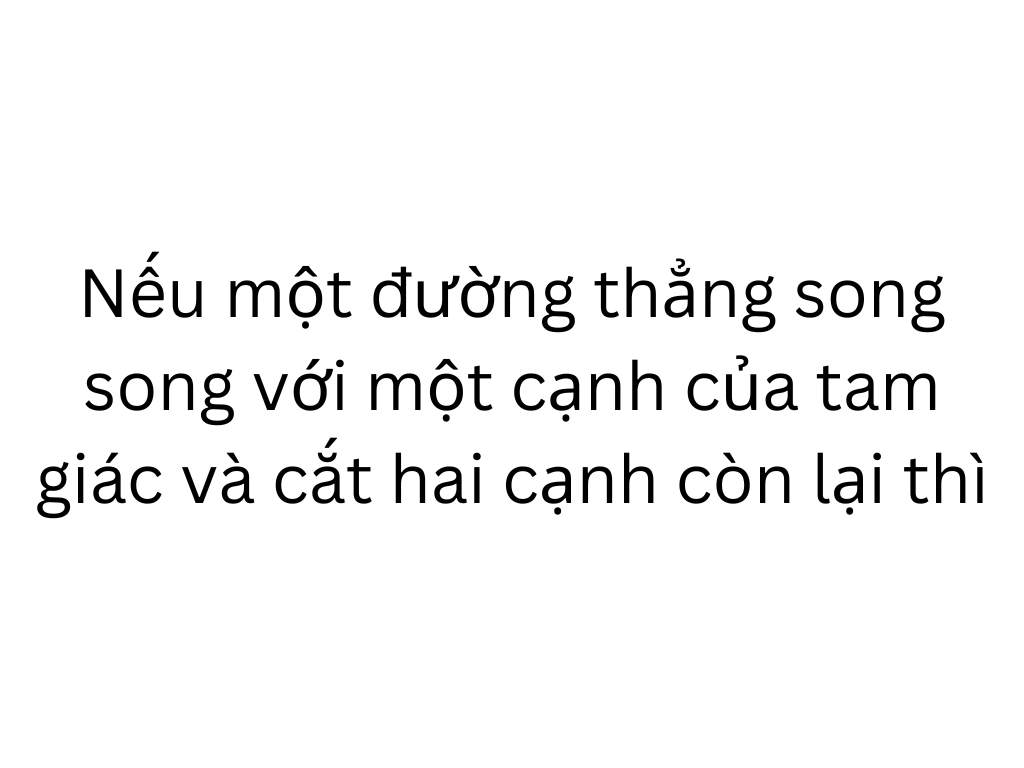 Nếu một đường thẳng song
song với một cạnh của tam
giác và cắt hai cạnh còn lại thì